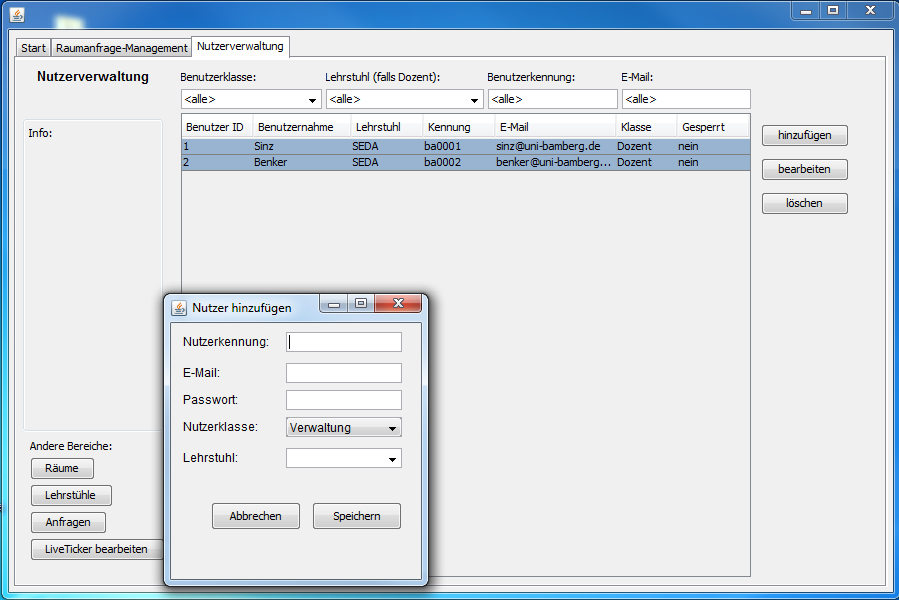 Start Raumanfrage-Management Nutzerverwaltung
Nutzerverwaltung
Benutzerklasse: Lehrstuhl (falls Dozent): Benutzerkennung: E-Mail:
<alle> <alle> <alle> <alle>
Info:
Benutzer ID Benutzernahme Lehrstuhl Kennung E-Mail Klasse Gesperrt
1 Sinz SEDA ba0001 sinz@uni-bamberg.de Dozent nein
2 Benker SEDA ba0002 benker@uni-bamberg... Dozent nein
hinzufügen
bearbeiten
löschen
Nutzer hinzufügen
Nutzerkennung:
E-Mail:
Passwort:
Nutzerklasse: Verwaltung
Lehrstuhl:
Abbrechen Speichern
Andere Bereiche:
Räume
Lehrstühle
Anfragen
LiveTicker bearbeiten